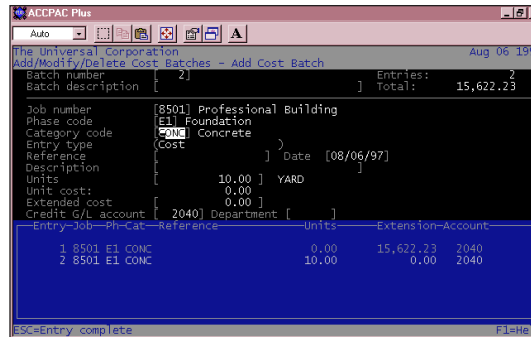 ACCPAC Plus
Auto
A
The Universal Corporation Aug 06 199
Add/Modify/Delete Cost Batches - Add Cost Batch
Batch number [ 2] Entries: 2
Batch description [ ] Total: 15,622.23
Job number [8501] Professional Building
Phase code [E1] Foundation
Category code [CONC] Concrete
Entry type (Cost )
Reference [ ] Date [08/06/97]
Description [ ]
Units [ 10.00 ] YARD
Unit cost: 0.00
Extended cost [ 0.00 ]
Credit G/L account [ 2040] Department [ ]
Entry-Job-Ph-Cat-Reference Units Extension-Account
1 8501 E1 CONC 0.00 15,622.23 2040
2 8501 E1 CONC 10.00 0.00 2040
ESC=Entry complete F1=He